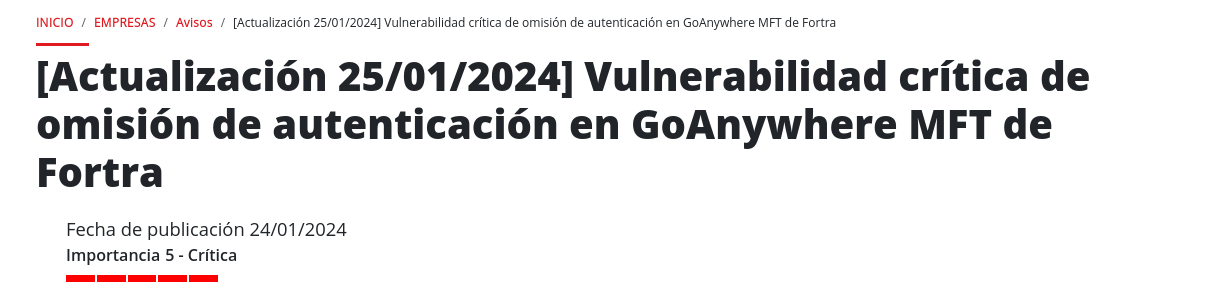 INICIO / EMPRESAS / Avisos / [Actualización 25/01/2024] Vulnerabilidad crítica de omisión de autenticación en GoAnywhere MFT de Fortra
[Actualización 25/01/2024] Vulnerabilidad crítica de
omisión de autenticación en GoAnywhere MFT de
Fortra
Fecha de publicación 24/01/2024
Importancia 5 - Crítica